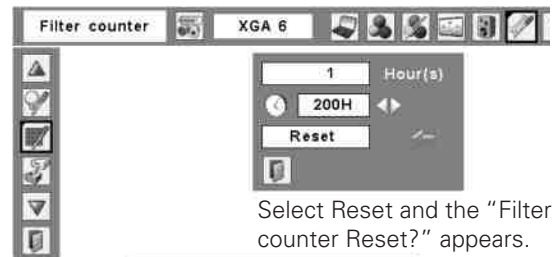 Filter counter XGA 6
1 Hour(s)
200H
Reset
Select Reset and the "Filter
counter Reset?" appears.